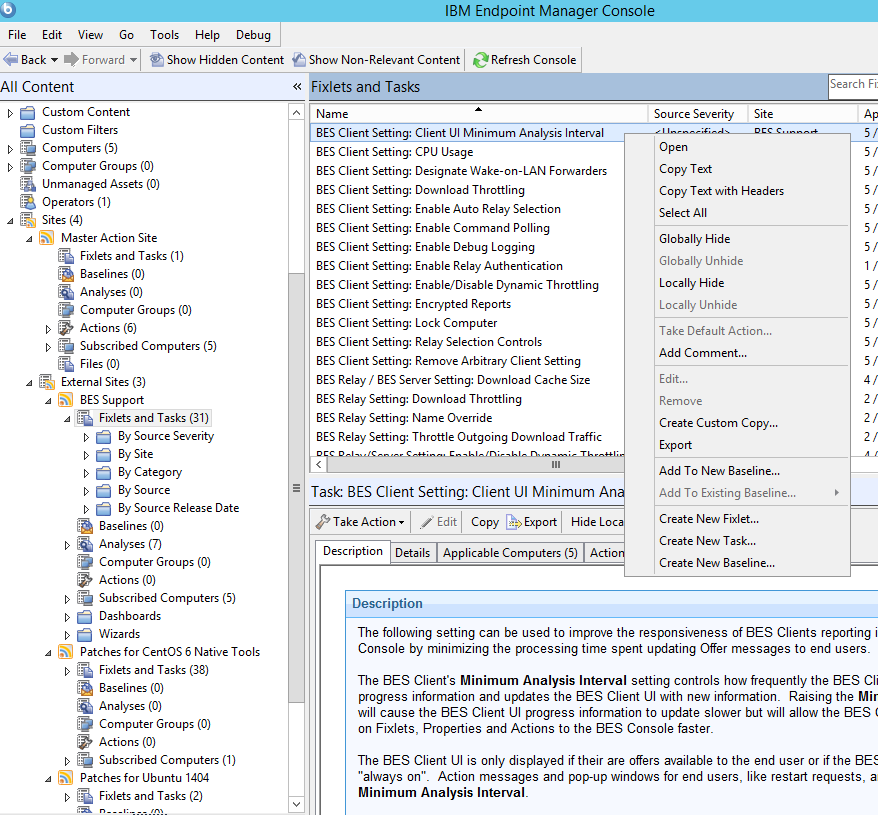 IBM Endpoint Manager Console
File Edit View Go Tools Help Debug
Back Forward Show Hidden Content Show Non-Relevant Content Refresh Console
All Content «
Custom Content
Custom Filters
Computers (5)
Computer Groups (0)
Unmanaged Assets (0)
Operators (1)
Sites (4)
Master Action Site
Fixlets and Tasks (1)
Baselines (0)
Analyses (0)
Computer Groups (0)
Actions (6)
Subscribed Computers (5)
Files (0)
External Sites (3)
BES Support
Fixlets and Tasks (31)
By Source Severity
By Site
By Category
By Source
By Source Release Date
Baselines (0)
Analyses (7)
Computer Groups (0)
Actions (0)
Subscribed Computers (5)
Dashboards
Wizards
Patches for CentOS 6 Native Tools
Fixlets and Tasks (38)
Baselines (0)
Analyses (0)
Computer Groups (0)
Actions (0)
Subscribed Computers (1)
Patches for Ubuntu 1404
Fixlets and Tasks (2)
Baselines (0)
Fixlets and Tasks
Search Fi
Name Source Severity Site Ap
BES Client Setting: Client UI Minimum Analysis Interval <Unspecified> BES Support 5 /
BES Client Setting: CPU Usage 5 /
BES Client Setting: Designate Wake-on-LAN Forwarders 5 /
BES Client Setting: Download Throttling 5 /
BES Client Setting: Enable Auto Relay Selection 5 /
BES Client Setting: Enable Command Polling 5 /
BES Client Setting: Enable Debug Logging 5 /
BES Client Setting: Enable Relay Authentication 1 /
BES Client Setting: Enable/Disable Dynamic Throttling 5 /
BES Client Setting: Encrypted Reports 5 /
BES Client Setting: Lock Computer 5 /
BES Client Setting: Relay Selection Controls 5 /
BES Client Setting: Remove Arbitrary Client Setting 5 /
BES Relay / BES Server Setting: Download Cache Size 4 /
BES Relay Setting: Download Throttling 2 /
BES Relay Setting: Name Override 2 /
BES Relay Setting: Throttle Outgoing Download Traffic 2 /
BES Relay/Server Setting: Enable/Disable Dynamic Throttlin 4 /
Open
Copy Text
Copy Text with Headers
Select All
Globally Hide
Globally Unhide
Locally Hide
Locally Unhide
Take Default Action...
Add Comment...
Edit...
Remove
Create Custom Copy...
Export
Add To New Baseline...
Add To Existing Baseline...
Create New Fixlet...
Create New Task...
Create New Baseline...
Task: BES Client Setting: Client UI Minimum Ana
Take Action Edit Copy Export Hide Loca
Description Details Applicable Computers (5) Action
Description
The following setting can be used to improve the responsiveness of BES Clients reporting i
Console by minimizing the processing time spent updating Offer messages to end users.
The BES Client's Minimum Analysis Interval setting controls how frequently the BES Cli
progress information and updates the BES Client UI with new information. Raising the Mi
will cause the BES Client UI progress information to update slower but will allow the BES C
on Fixlets, Properties and Actions to the BES Console faster.
The BES Client UI is only displayed if their are offers available to the end user or if the BES
"always on". Action messages and pop-up windows for end users, like restart requests, a
Minimum Analysis Interval.